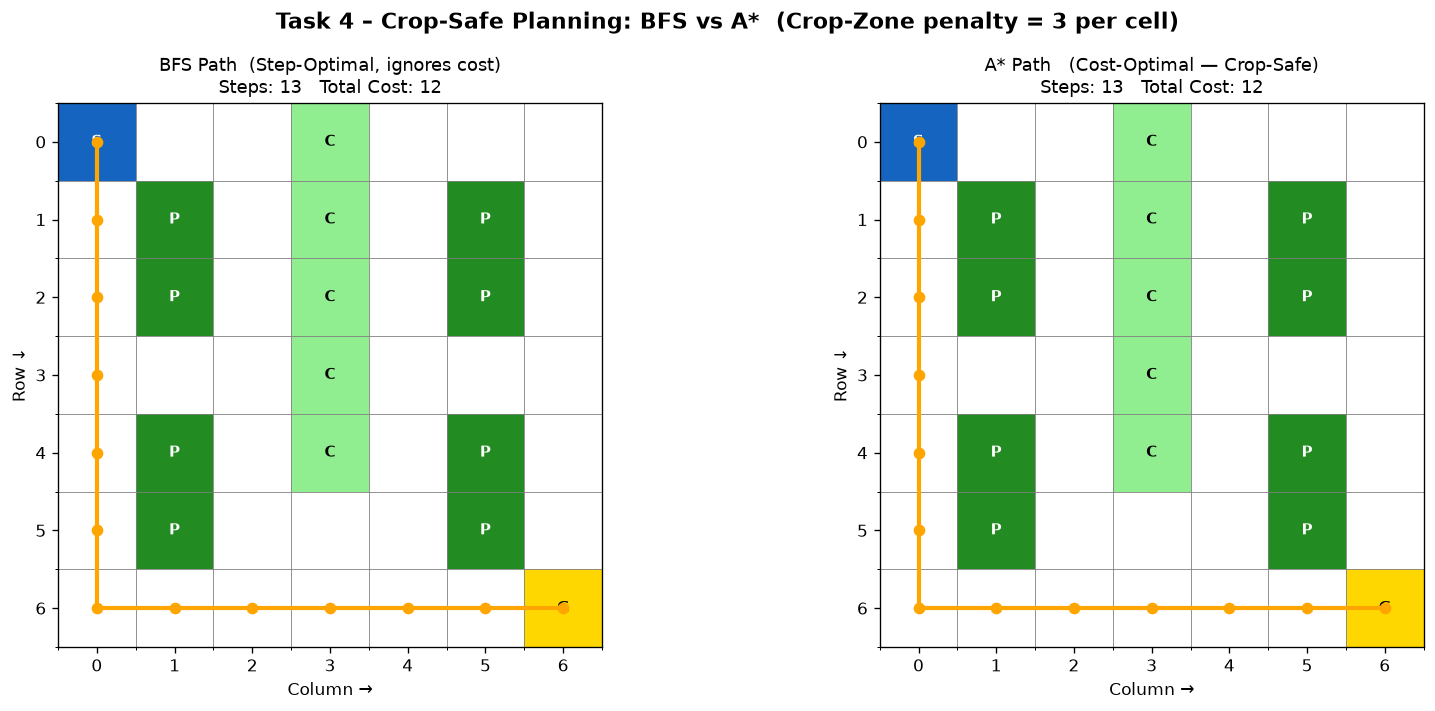 Task 4 – Crop-Safe Planning: BFS vs A*  (Crop-Zone penalty = 3 per cell)
BFS Path  (Step-Optimal, ignores cost)
Steps: 13   Total Cost: 12
0 C
1 P C P
2 P C P
3 C
4 P C P
5 P P
6
0 1 2 3 4 5 6
Row →
Column →
A* Path   (Cost-Optimal — Crop-Safe)
Steps: 13   Total Cost: 12
0 C
1 P C P
2 P C P
3 C
4 P C P
5 P P
6
0 1 2 3 4 5 6
Row →
Column →